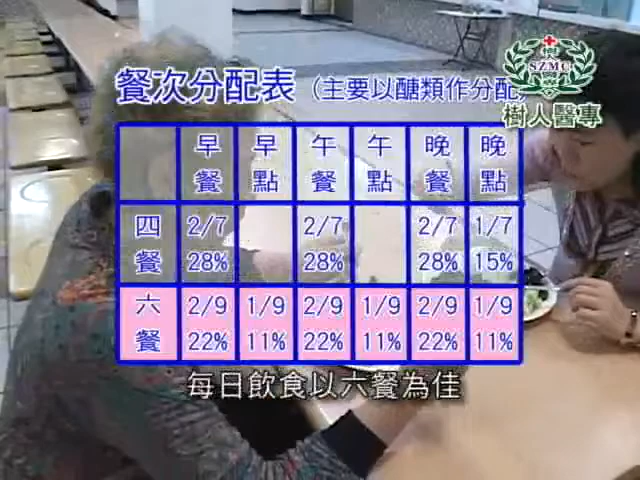 SZMC
樹人醫專
餐次分配表（主要以醣類作分配）
早餐 早點 午餐 午點 晚餐 晚點
四餐 2/7 28% 2/7 28% 2/7 28% 1/7 15%
六餐 2/9 22% 1/9 11% 2/9 22% 1/9 11% 2/9 22% 1/9 11%
每日飲食以六餐為佳